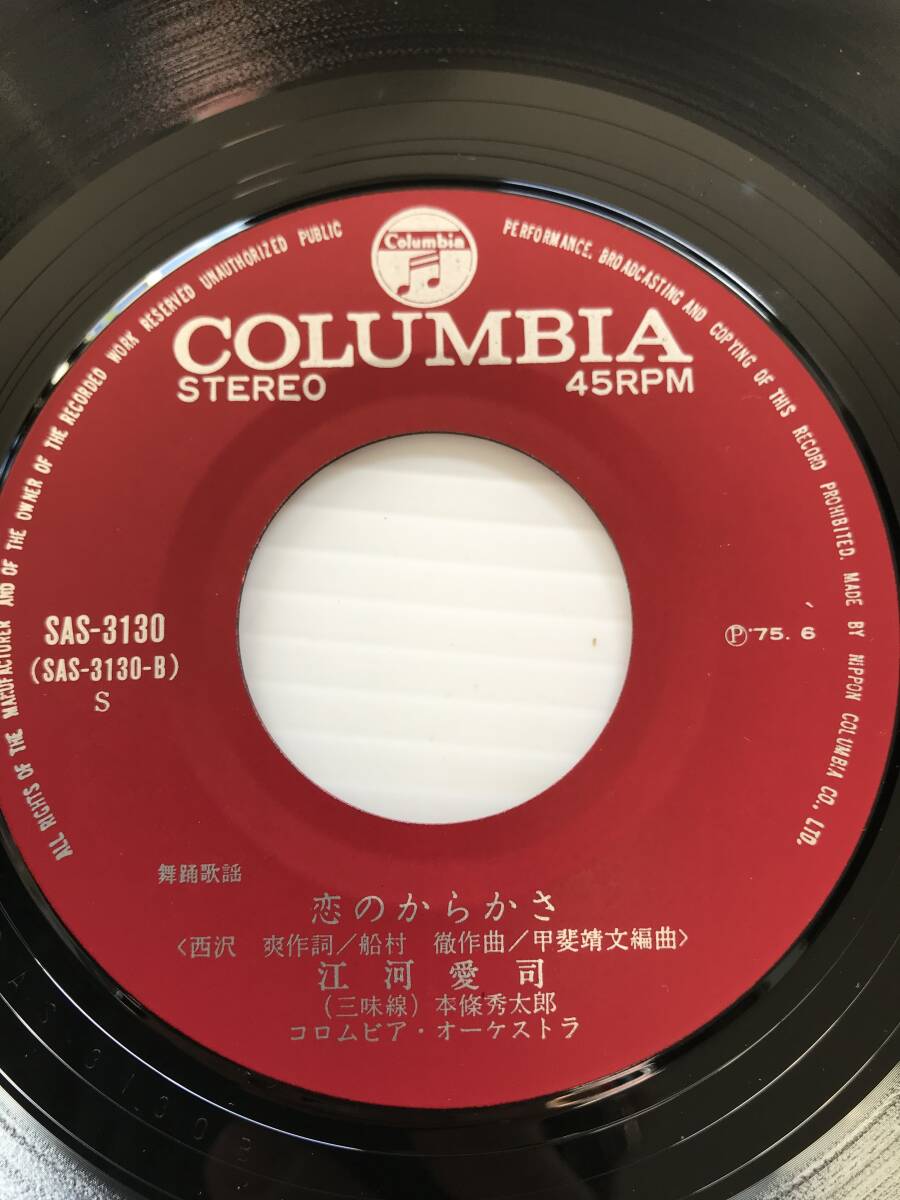 ALL RIGHTS OF THE MANUFACTURER AND OF THE OWNER OF THE RECORDED WORK RESERVED UNAUTHORIZED PUBLIC
PERFORMANCE, BROADCASTING AND COPYING OF THIS RECORD PROHIBITED. MADE BY NIPPON COLUMBIA CO., LTD.
Columbia
COLUMBIA
STEREO 45RPM
SAS-3130
(SAS-3130-B)
S
Ⓟ'75. 6
舞踊歌謡
恋のからかさ
〈西沢 爽作詞/船村 徹作曲/甲斐靖文編曲〉
江河愛司
(三味線) 本條秀太郎
コロムビア・オーケストラ